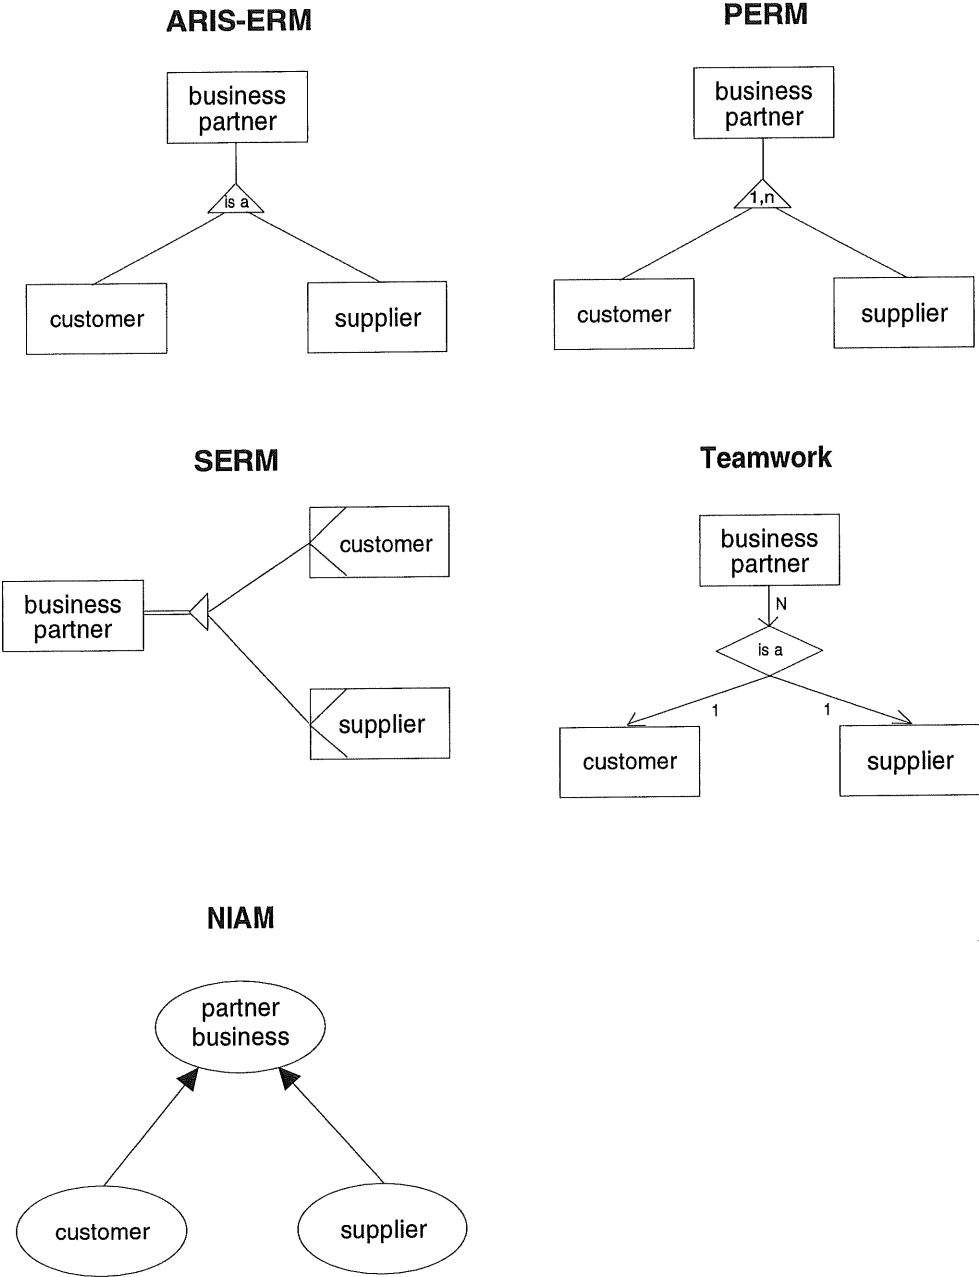 ARIS-ERM
business
partner
is a
customer
supplier
PERM
business
partner
1,n
customer
supplier
SERM
business
partner
customer
supplier
Teamwork
business
partner
N
is a
1
1
customer
supplier
NIAM
partner
business
customer
supplier